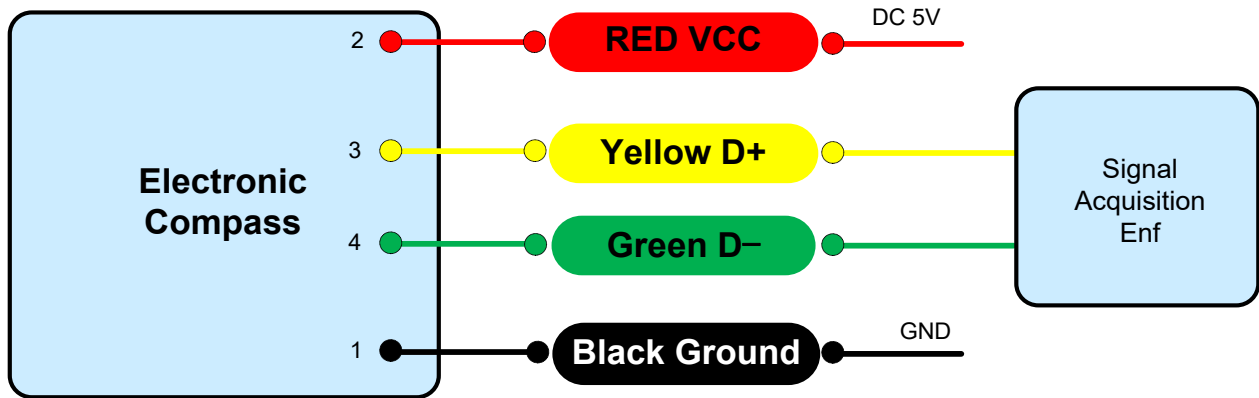 2
RED VCC
DC 5V
3
Yellow D+
Electronic
Compass
Signal
Acquisition
Enf
4
Green D–
1
Black Ground
GND